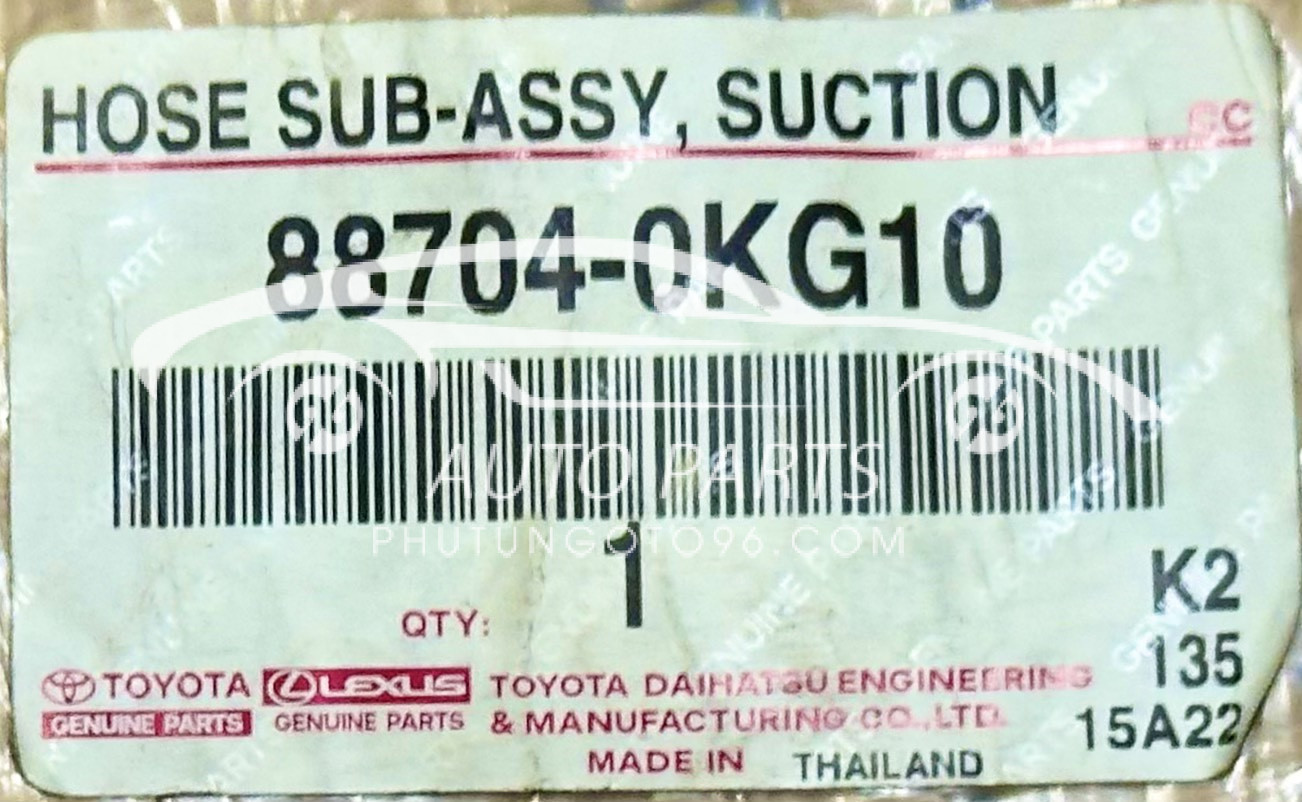 HOSE SUB-ASSY, SUCTION
88704-0KG10
AUTO PARTS
PHUTUNGOTO96.COM
1
QTY:
K2
135
15A22
TOYOTA
GENUINE PARTS
LEXUS
GENUINE PARTS
TOYOTA DAIHATSU ENGINEERING
& MANUFACTURING CO.,LTD.
MADE IN THAILAND